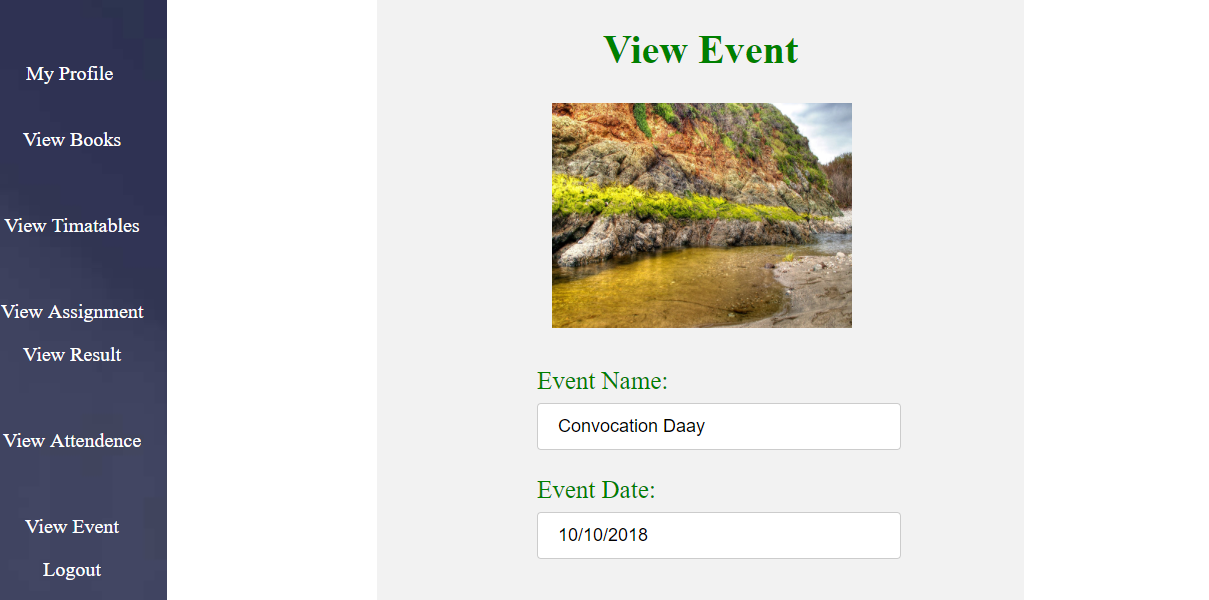 My Profile
View Books
View Timatables
View Assignment
View Result
View Attendence
View Event
Logout
View Event
Event Name:
Convocation Daay
Event Date:
10/10/2018